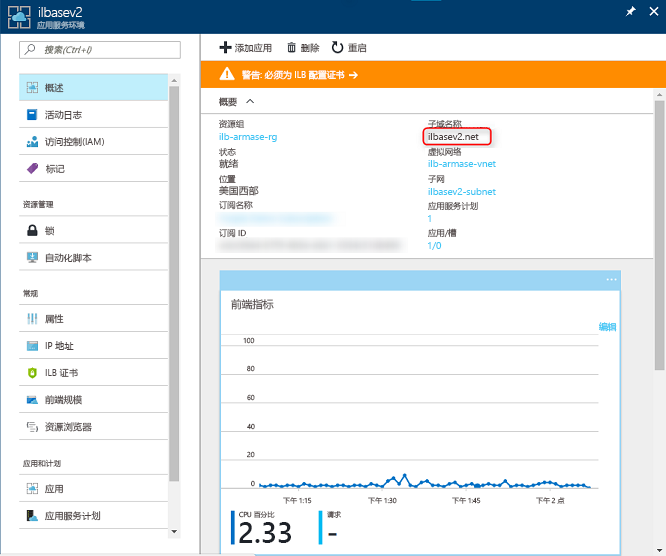 ilbasev2
应用服务环境
搜索(Ctrl+/)
概述
活动日志
访问控制(IAM)
标记
资源管理
锁
自动化脚本
常规
属性
IP 地址
ILB 证书
前端规模
资源浏览器
应用和计划
应用
应用服务计划
添加应用 删除 重启
警告: 必须为 ILB 配置证书 →
概要
资源组
ilb-armase-rg
状态
就绪
位置
美国西部
订阅名称
订阅 ID
子域名称
ilbasev2.net
虚拟网络
ilb-armase-vnet
子网
ilbasev2-subnet
应用服务计划
1
应用/槽
1/0
...
前端指标
编辑
100
80
60
40
20
0
下午 1:15 下午 1:30 下午 1:45 下午 2 点
CPU 百分比
2.33
请求
-